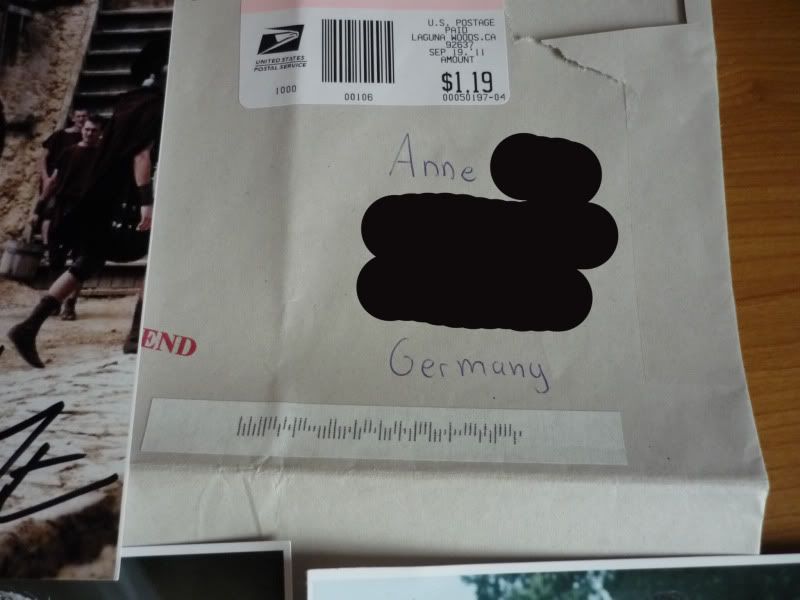 U.S. POSTAGE
PAID
LAGUNA WOODS.CA
92637
SEP 19.'11
AMOUNT
$1.19
00050197-04
UNITED STATES
POSTAL SERVICE
1000
00106
Anne
Germany
END